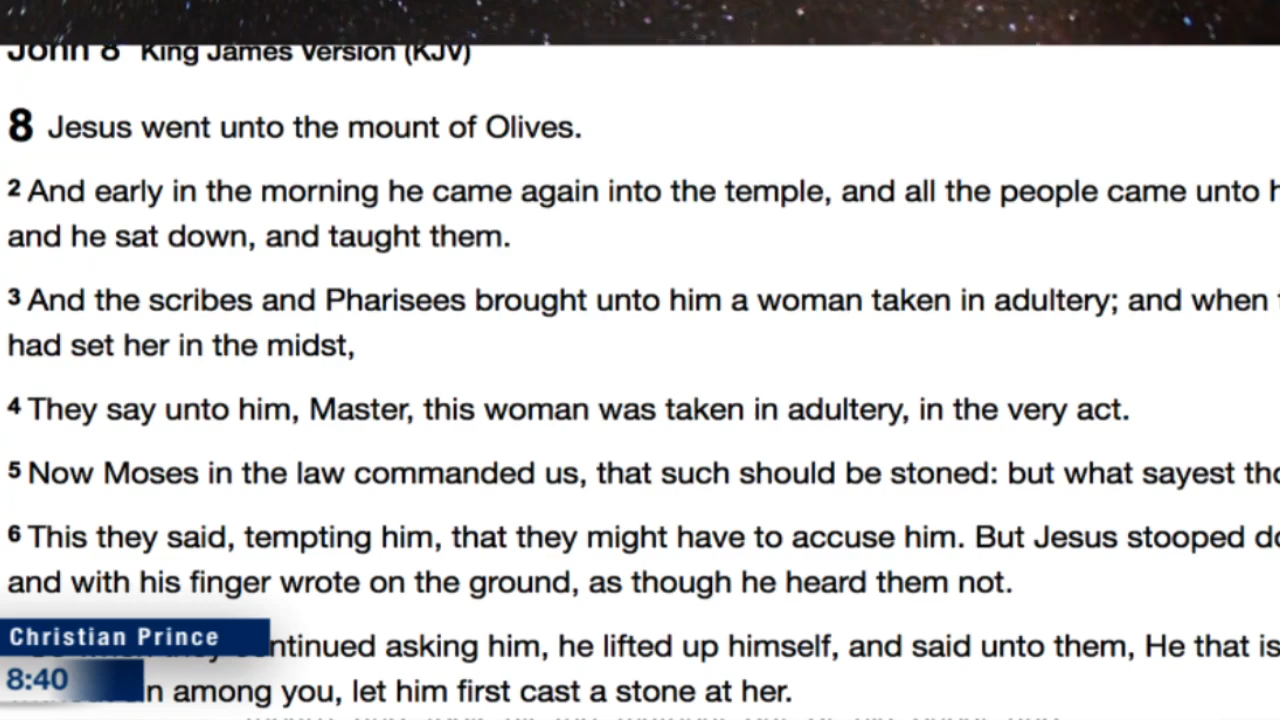 John 8 King James Version (KJV)
8 Jesus went unto the mount of Olives.
2 And early in the morning he came again into the temple, and all the people came unto h
and he sat down, and taught them.
3 And the scribes and Pharisees brought unto him a woman taken in adultery; and when
had set her in the midst,
4 They say unto him, Master, this woman was taken in adultery, in the very act.
5 Now Moses in the law commanded us, that such should be stoned: but what sayest tho
6 This they said, tempting him, that they might have to accuse him. But Jesus stooped do
and with his finger wrote on the ground, as though he heard them not.
Christian Prince
ntinued asking him, he lifted up himself, and said unto them, He that is
8:40
n among you, let him first cast a stone at her.